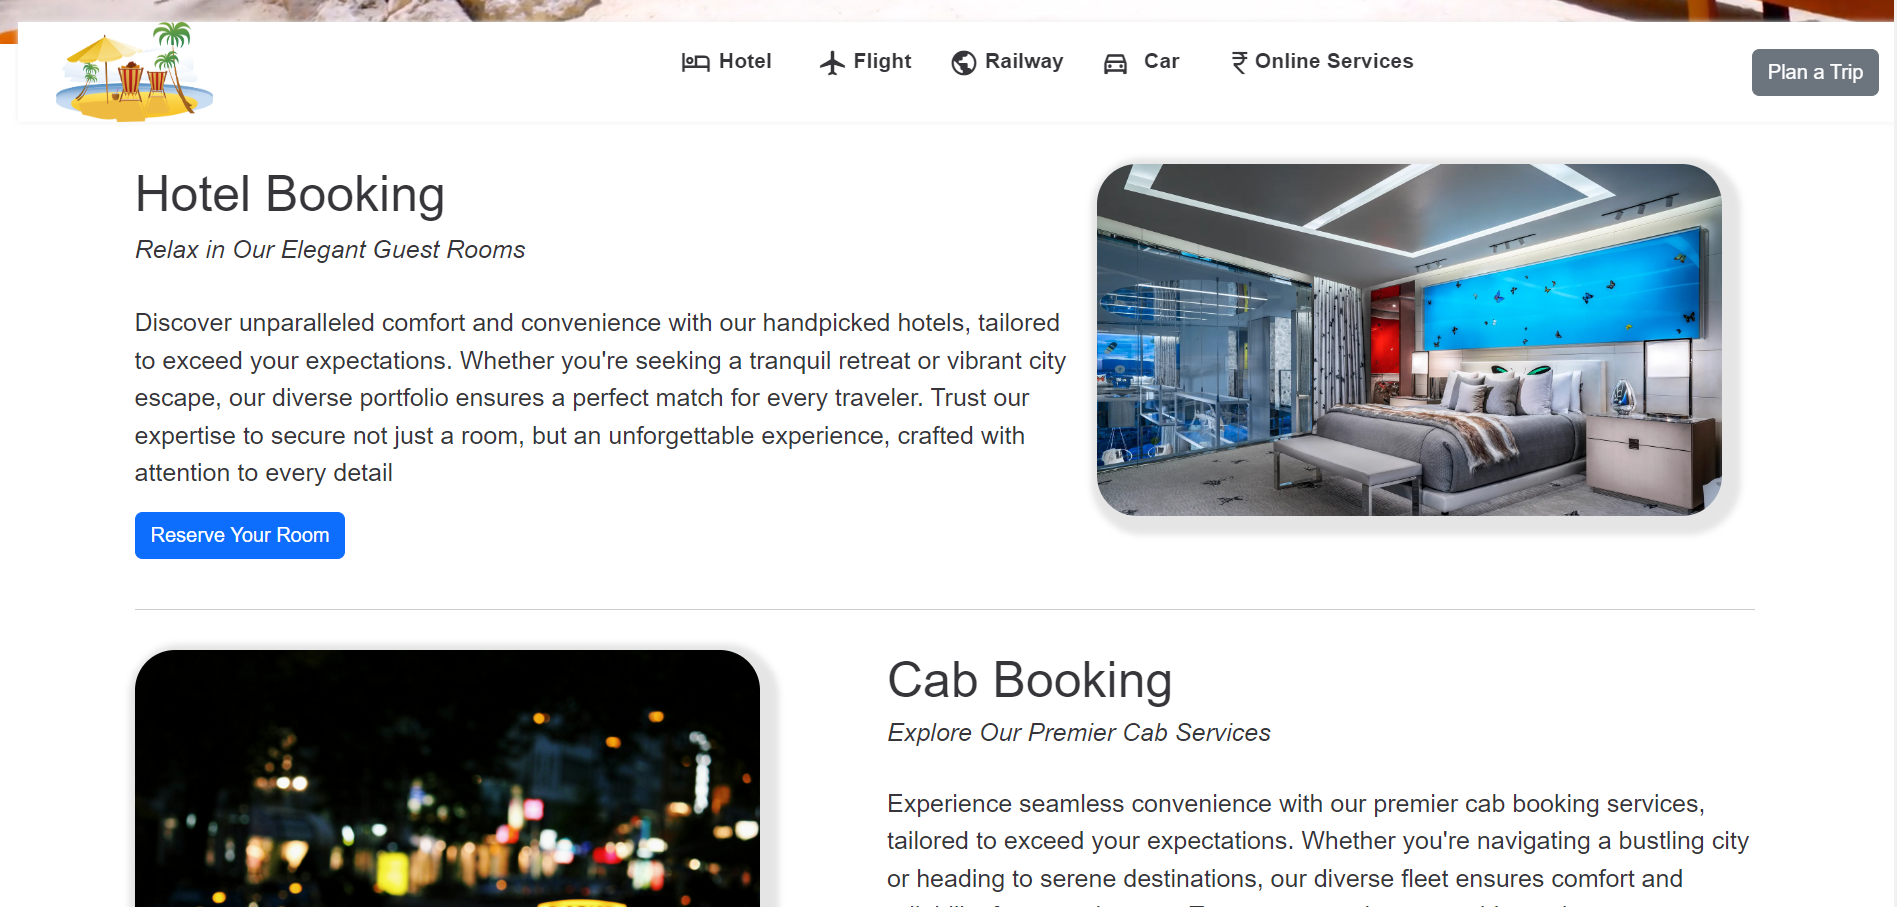 Hotel Flight Railway Car Online Services
Plan a Trip
Hotel Booking
Relax in Our Elegant Guest Rooms
Discover unparalleled comfort and convenience with our handpicked hotels, tailored
to exceed your expectations. Whether you're seeking a tranquil retreat or vibrant city
escape, our diverse portfolio ensures a perfect match for every traveler. Trust our
expertise to secure not just a room, but an unforgettable experience, crafted with
attention to every detail
Reserve Your Room
Cab Booking
Explore Our Premier Cab Services
Experience seamless convenience with our premier cab booking services,
tailored to exceed your expectations. Whether you're navigating a bustling city
or heading to serene destinations, our diverse fleet ensures comfort and